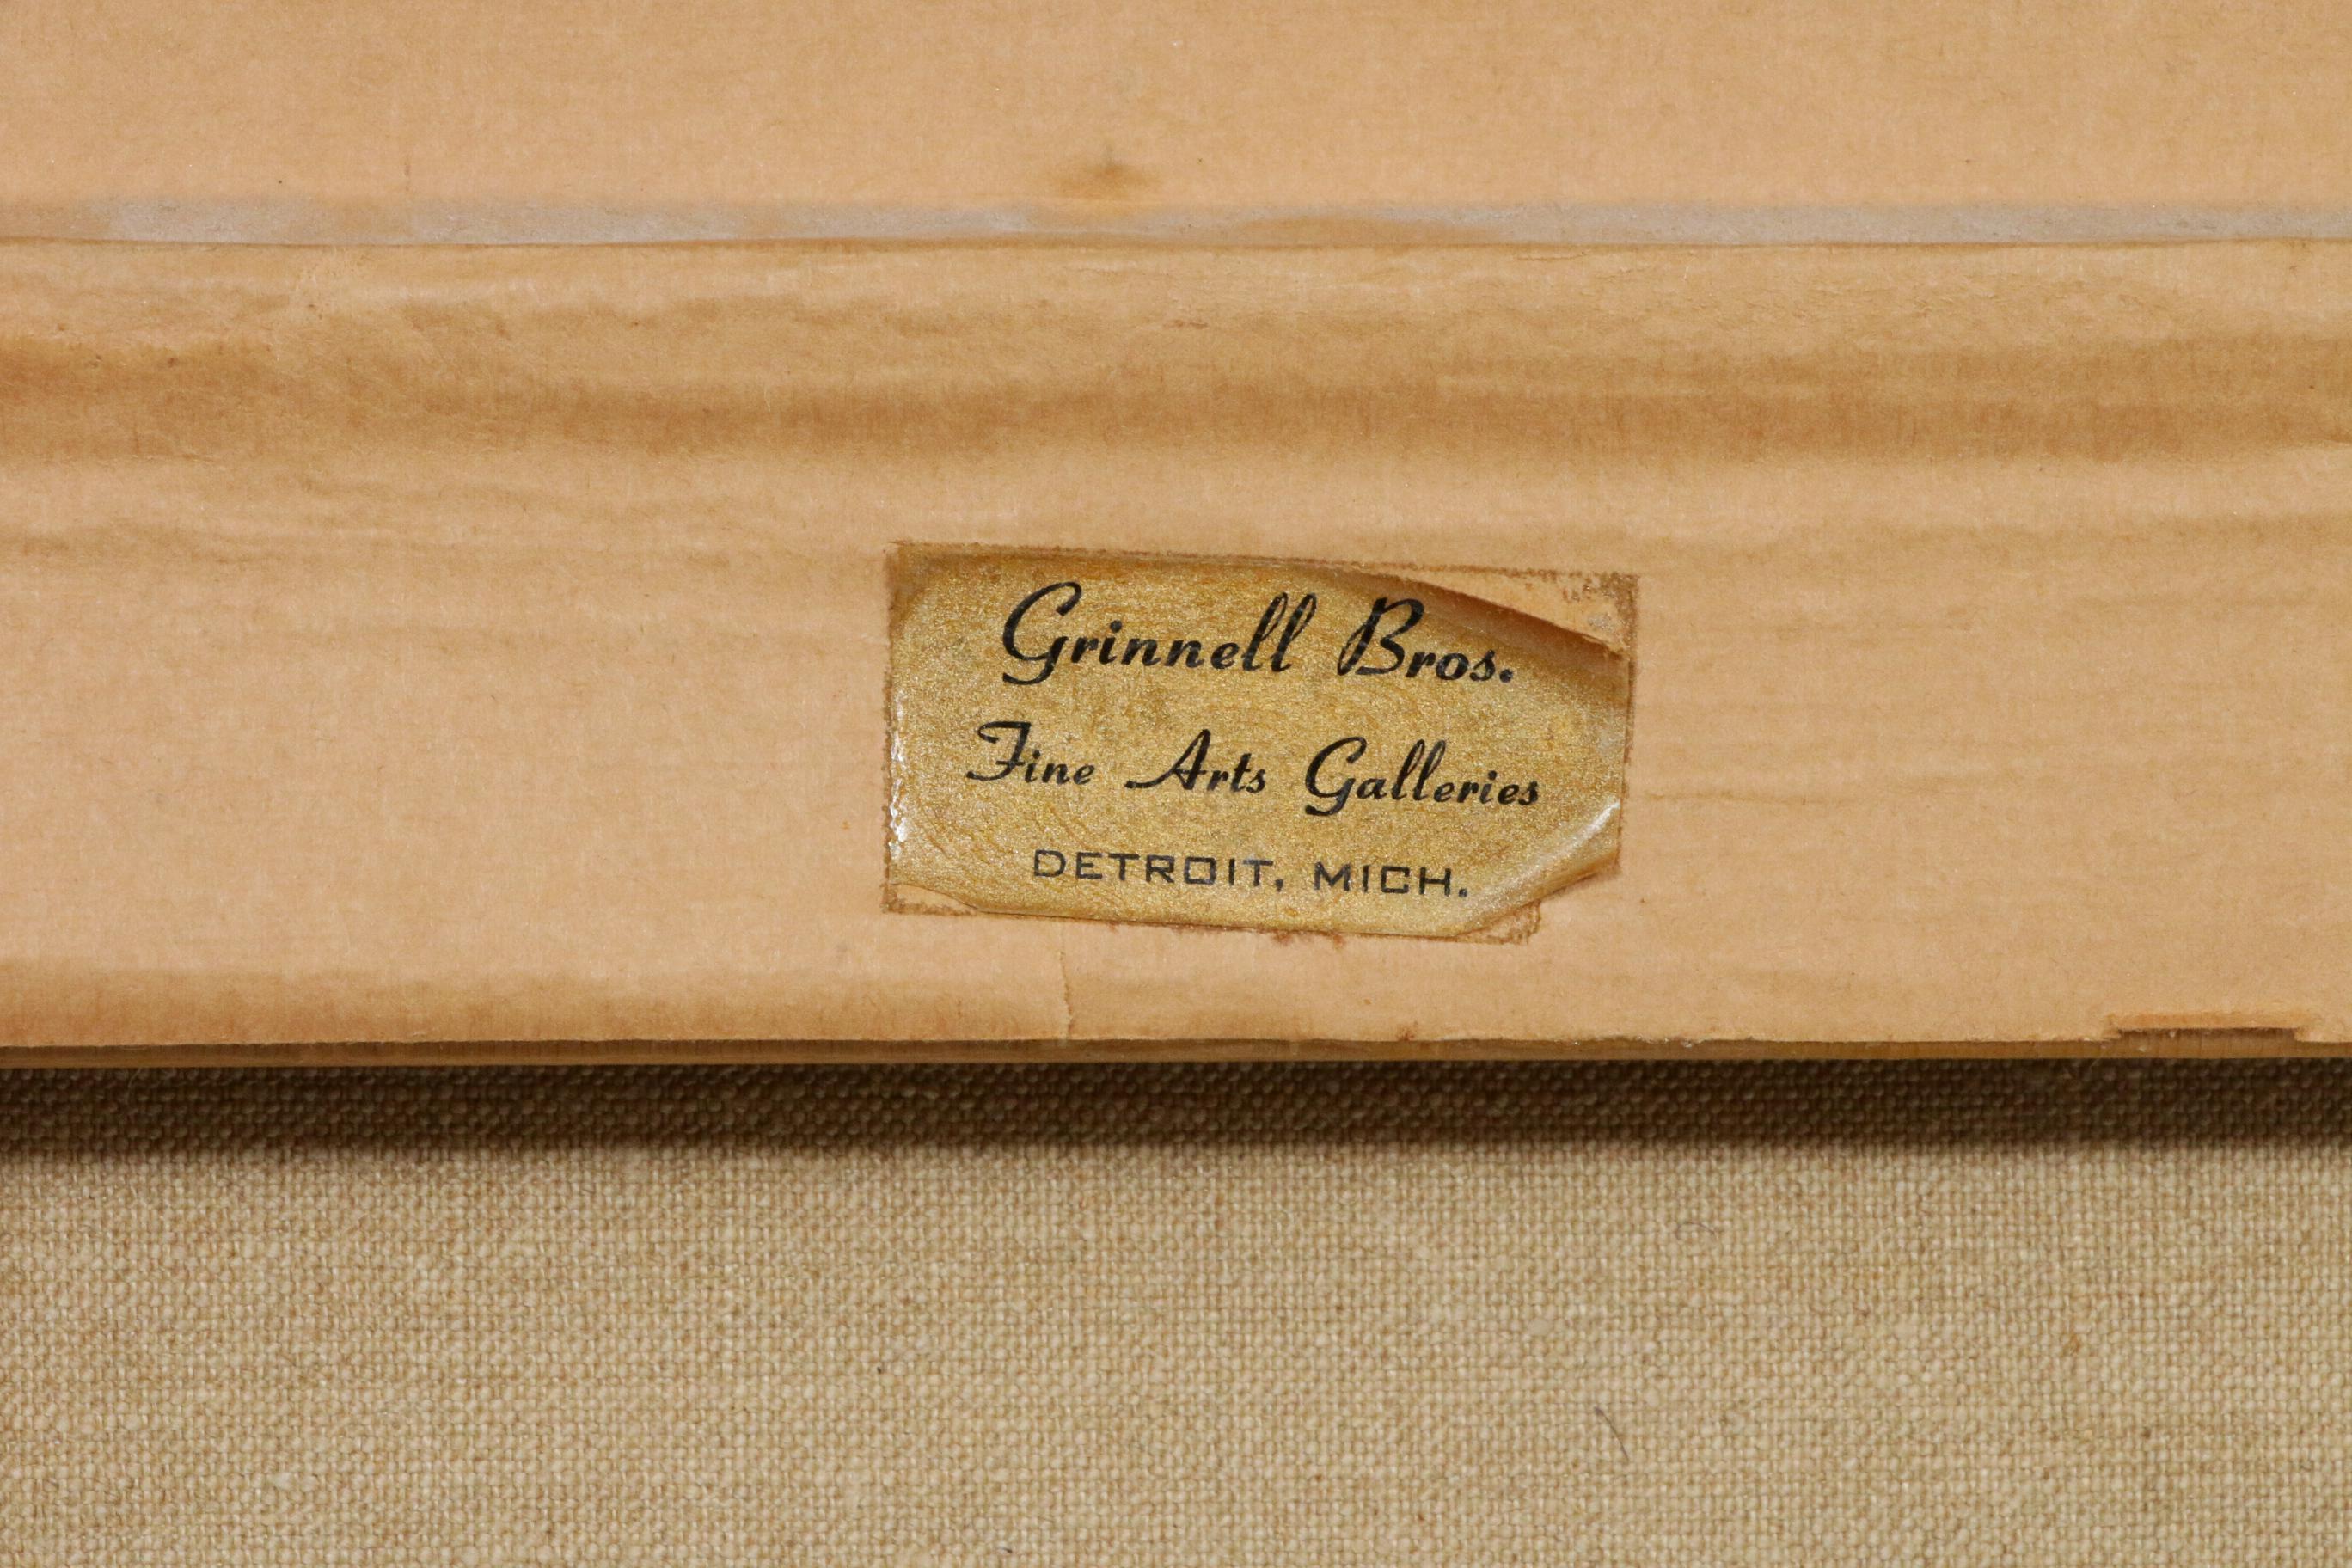 Grinnell Bros.
Fine Arts Galleries
DETROIT, MICH.